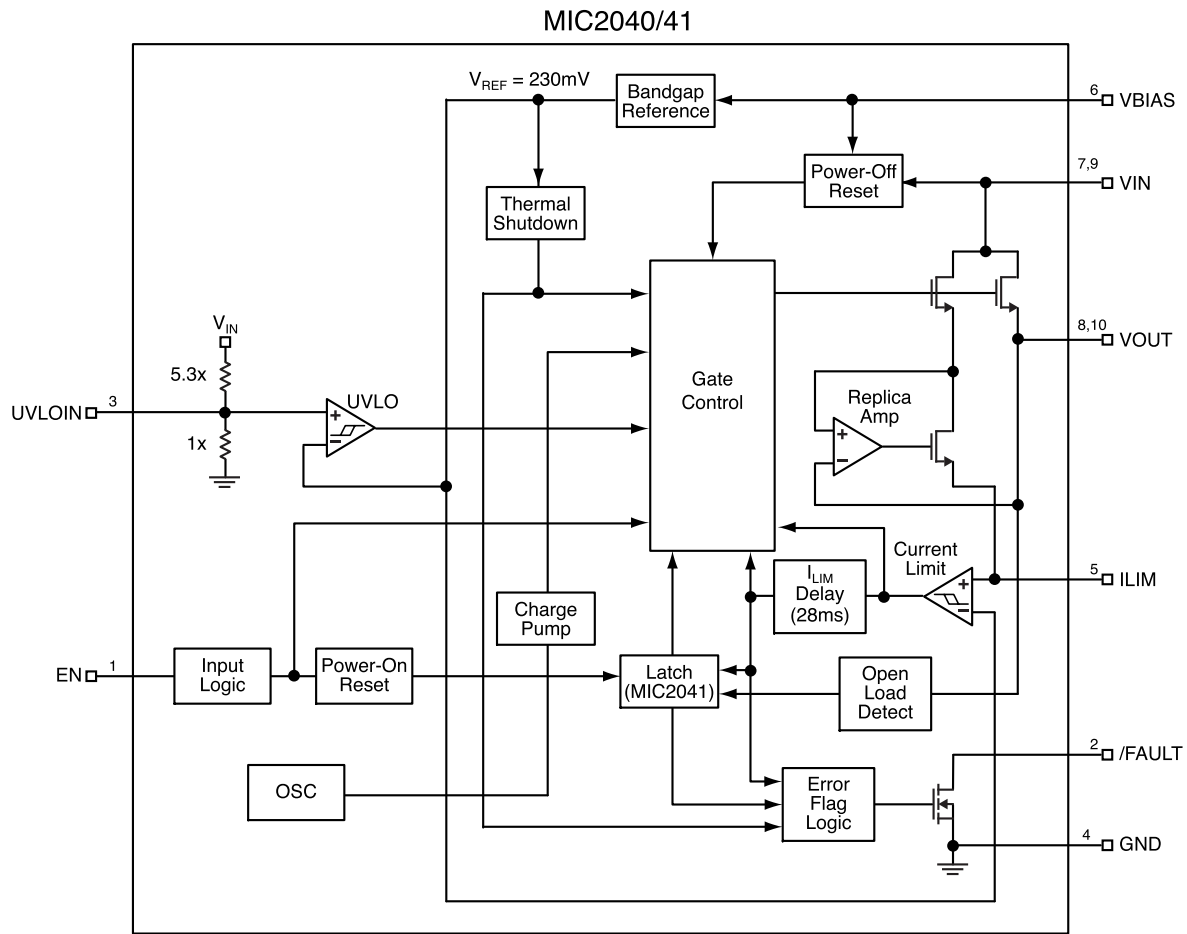 MIC2040/41
VREF = 230mV
Bandgap
Reference
6
VBIAS
7,9
VIN
Power-Off
Reset
Thermal
Shutdown
VIN
5.3x
UVLOIN
3
1x
UVLO
+
–
Gate
Control
8,10
VOUT
Replica
Amp
+
–
Current
Limit
+
–
5
ILIM
ILIM
Delay
(28ms)
Charge
Pump
EN
1
Input
Logic
Power-On
Reset
Latch
(MIC2041)
Open
Load
Detect
2
/FAULT
OSC
Error
Flag
Logic
4
GND